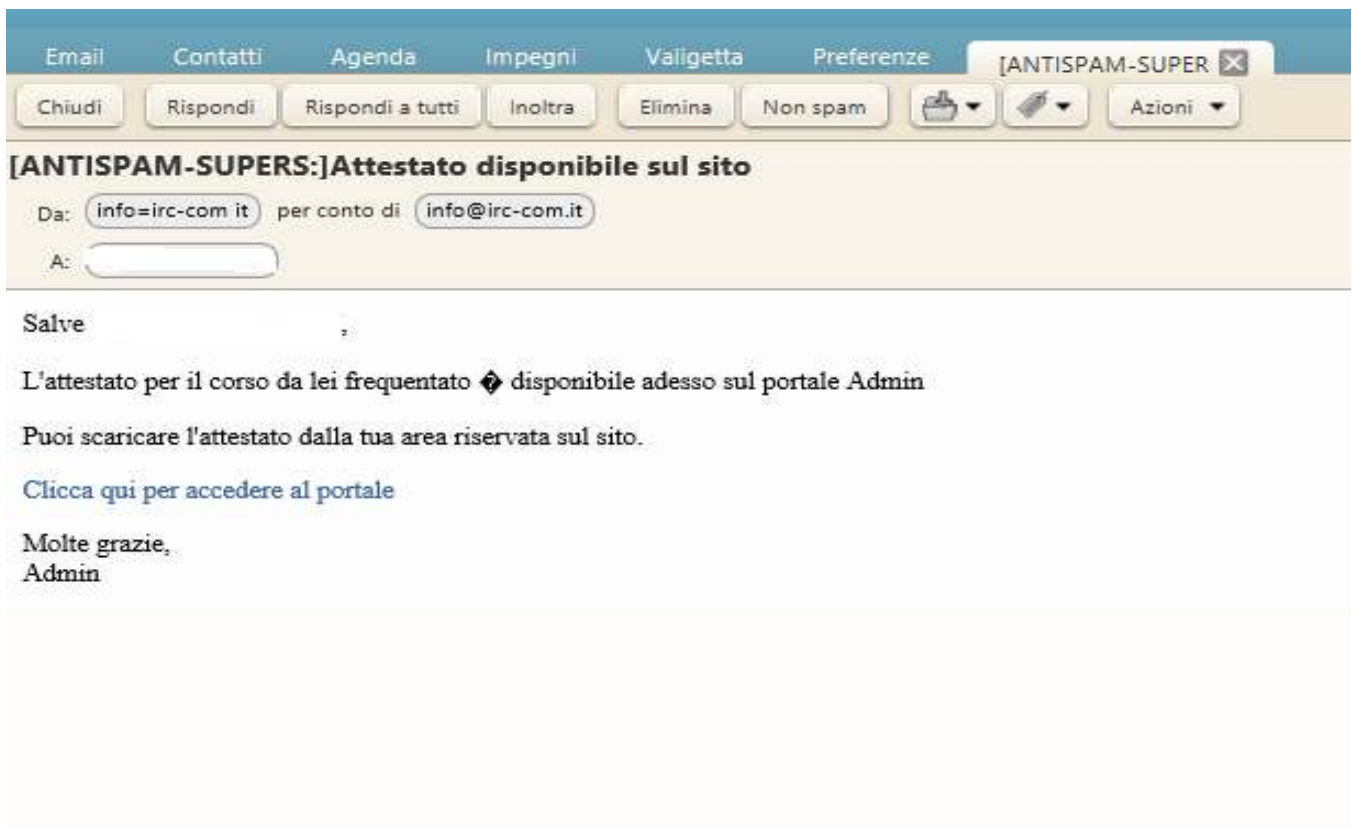 Email Contatti Agenda Impegni Valigetta Preferenze [ANTISPAM-SUPER
Chiudi Rispondi Rispondi a tutti Inoltra Elimina Non spam Azioni
[ANTISPAM-SUPERS:]Attestato disponibile sul sito
Da: info=irc-com it per conto di info@irc-com.it
A:
Salve ,
L'attestato per il corso da lei frequentato � disponibile adesso sul portale Admin
Puoi scaricare l'attestato dalla tua area riservata sul sito.
Clicca qui per accedere al portale
Molte grazie,
Admin